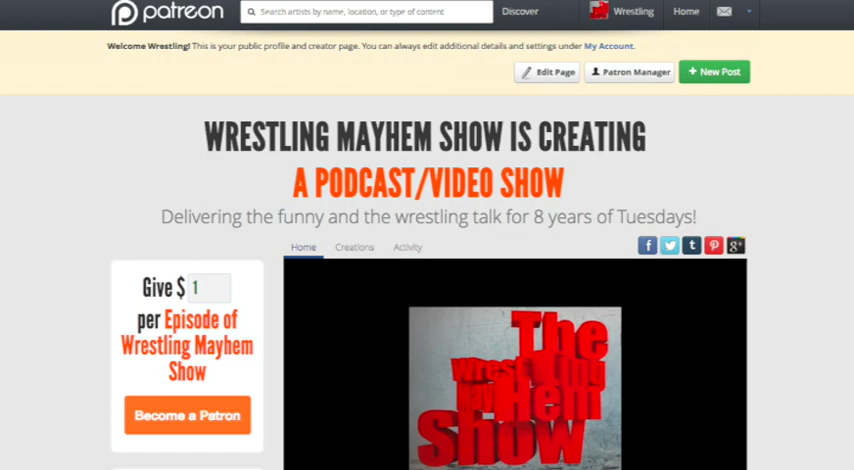 patreon
Search artists by name, location, or type of content
Discover
Wrestling
Home
Welcome Wrestling! This is your public profile and creator page. You can always edit additional details and settings under My Account.
Edit Page
Patron Manager
+ New Post
WRESTLING MAYHEM SHOW IS CREATING
A PODCAST/VIDEO SHOW
Delivering the funny and the wrestling talk for 8 years of Tuesdays!
Home
Creations
Activity
f
t
p
g+
Give $ 1
per Episode of
Wrestling Mayhem
Show
Become a Patron
The
Wrestling
MayHem
Show